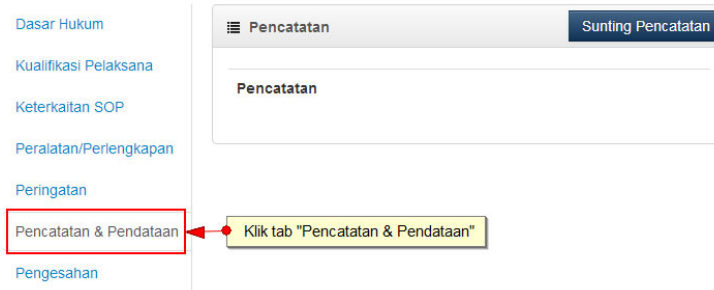 Dasar Hukum
Kualifikasi Pelaksana
Keterkaitan SOP
Peralatan/Perlengkapan
Peringatan
Pencatatan & Pendataan
Pengesahan
Pencatatan
Sunting Pencatatan
Pencatatan
Klik tab "Pencatatan & Pendataan"